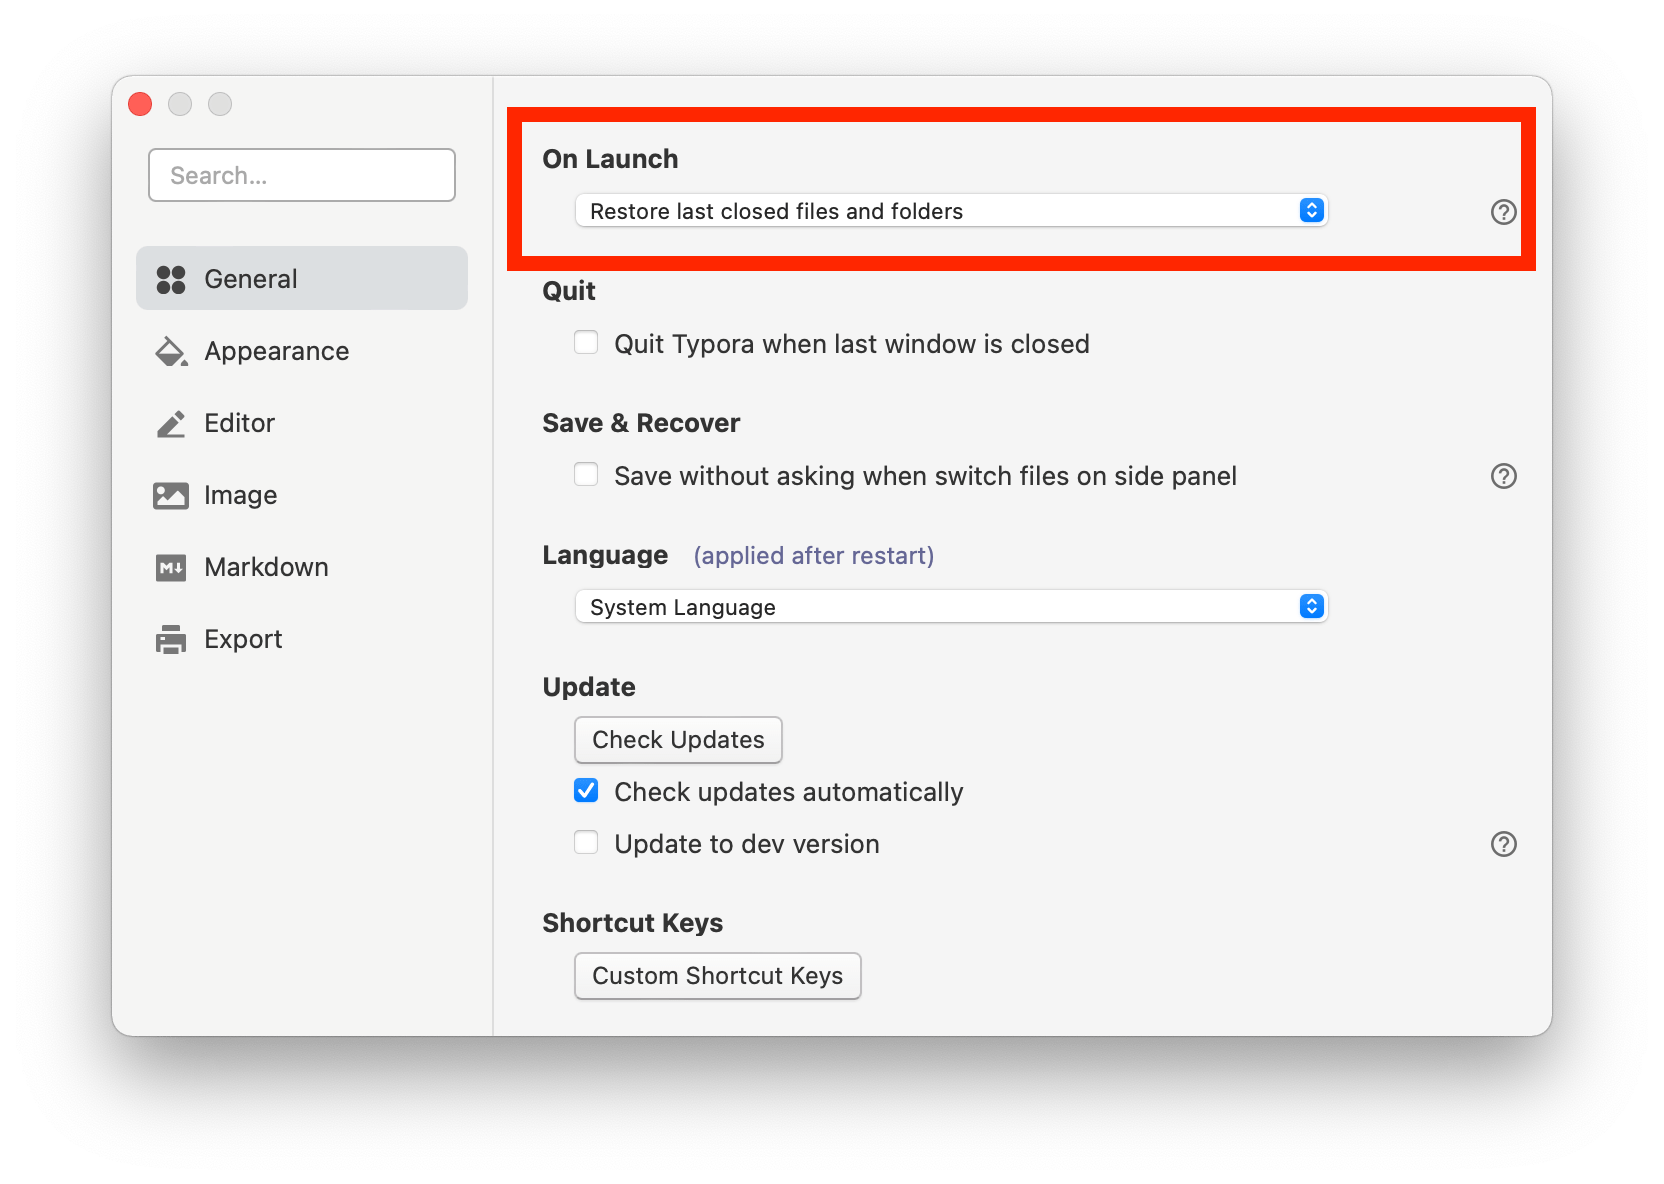 Search...
General
Appearance
Editor
Image
M↓ Markdown
Export
On Launch
Restore last closed files and folders
?
Quit
Quit Typora when last window is closed
Save & Recover
Save without asking when switch files on side panel
?
Language (applied after restart)
System Language
Update
Check Updates
Check updates automatically
Update to dev version
?
Shortcut Keys
Custom Shortcut Keys